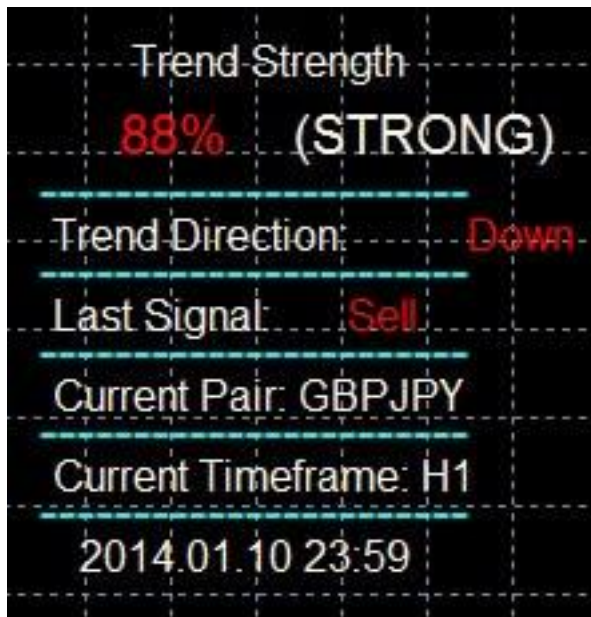 Trend Strength
88% (STRONG)
Trend Direction: Down
Last Signal: Sell
Current Pair: GBPJPY
Current Timeframe: H1
2014.01.10 23:59